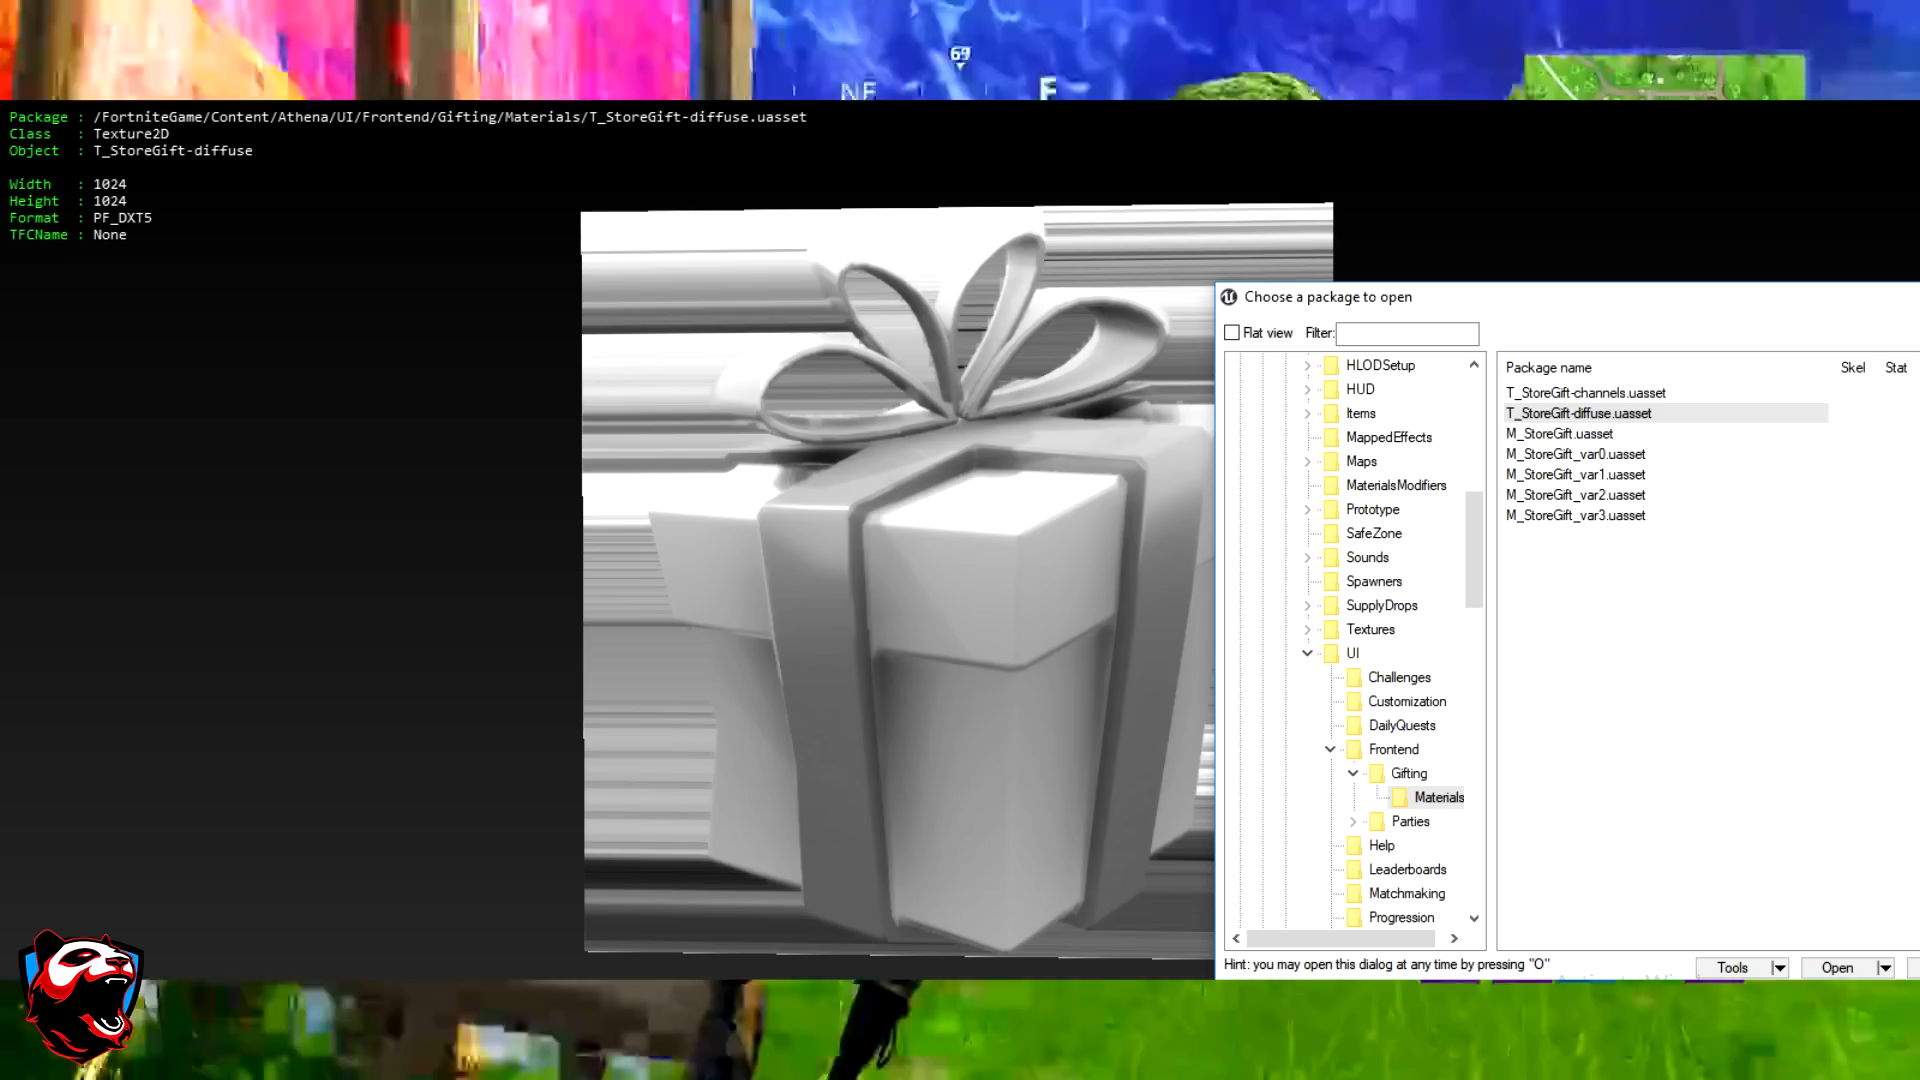 69
NE
E
Package : /FortniteGame/Content/Athena/UI/Frontend/Gifting/Materials/T_StoreGift-diffuse.uasset
Class : Texture2D
Object : T_StoreGift-diffuse
Width : 1024
Height : 1024
Format : PF_DXT5
TFCName : None
Choose a package to open
Flat view Filter:
HLODSetup
HUD
Items
MappedEffects
Maps
MaterialsModifiers
Prototype
SafeZone
Sounds
Spawners
SupplyDrops
Textures
UI
Challenges
Customization
DailyQuests
Frontend
Gifting
Materials
Parties
Help
Leaderboards
Matchmaking
Progression
Package name Skel Stat
T_StoreGift-channels.uasset
T_StoreGift-diffuse.uasset
M_StoreGift.uasset
M_StoreGift_var0.uasset
M_StoreGift_var1.uasset
M_StoreGift_var2.uasset
M_StoreGift_var3.uasset
Hint: you may open this dialog at any time by pressing "O"
Tools
Open